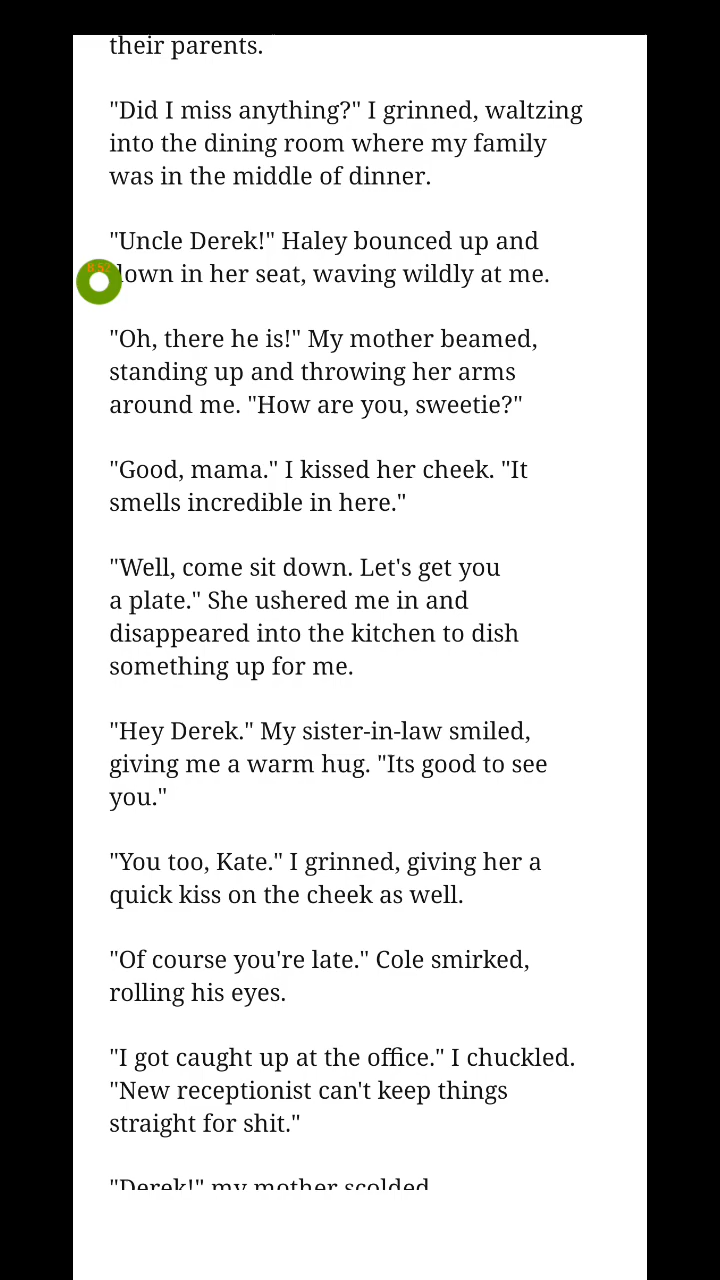 their parents.
"Did I miss anything?" I grinned, waltzing
into the dining room where my family
was in the middle of dinner.
"Uncle Derek!" Haley bounced up and
down in her seat, waving wildly at me.
"Oh, there he is!" My mother beamed,
standing up and throwing her arms
around me. "How are you, sweetie?"
"Good, mama." I kissed her cheek. "It
smells incredible in here."
"Well, come sit down. Let's get you
a plate." She ushered me in and
disappeared into the kitchen to dish
something up for me.
"Hey Derek." My sister-in-law smiled,
giving me a warm hug. "Its good to see
you."
"You too, Kate." I grinned, giving her a
quick kiss on the cheek as well.
"Of course you're late." Cole smirked,
rolling his eyes.
"I got caught up at the office." I chuckled.
"New receptionist can't keep things
straight for shit."
"Derek!" my mother scolded